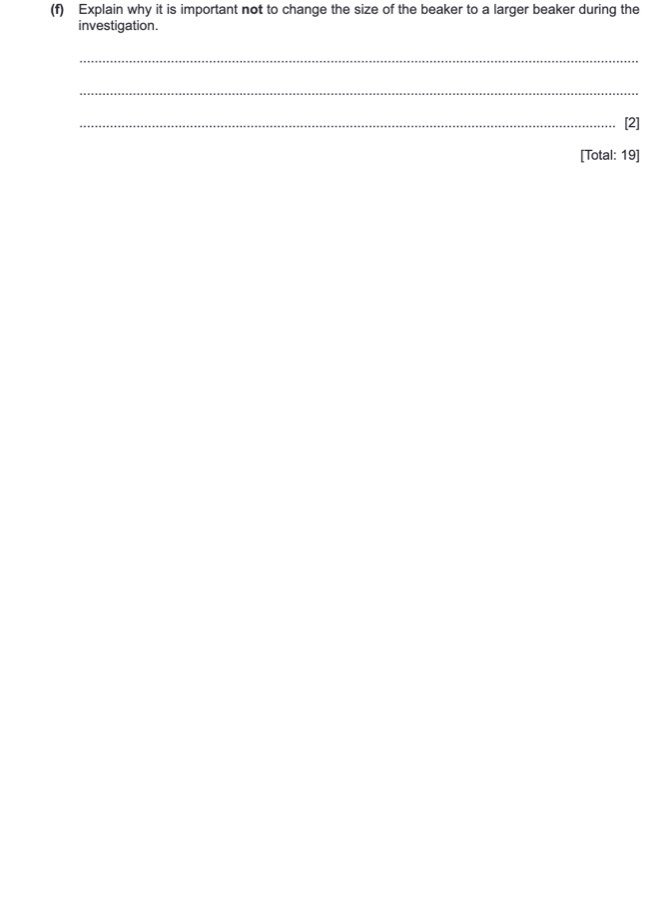 (f) Explain why it is important not to change the size of the beaker to a larger beaker during the
investigation.
[2]
[Total: 19]